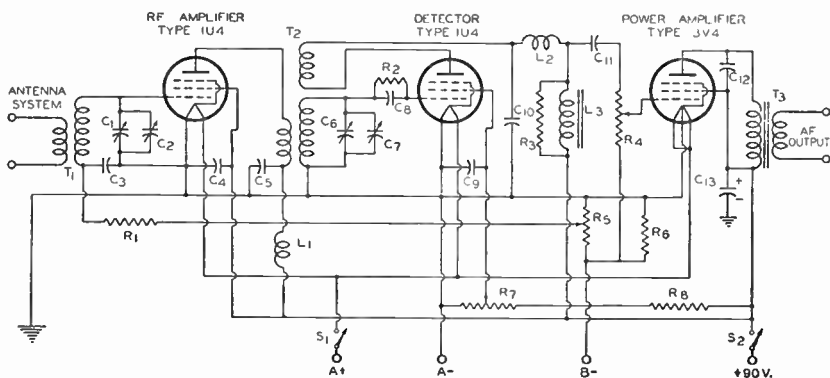 RF AMPLIFIER
TYPE 1U4
DETECTOR
TYPE 1U4
POWER AMPLIFIER
TYPE 3V4
ANTENNA
SYSTEM
T1
C1
C2
C3
C4
C5
T2
R2
C8
C6
C7
C9
C10
L2
C11
R3
L3
R4
C12
T3
AF
OUTPUT
C13
+
-
R1
L1
R5
R6
R7
R8
S1
S2
A+
A-
B-
+90V.